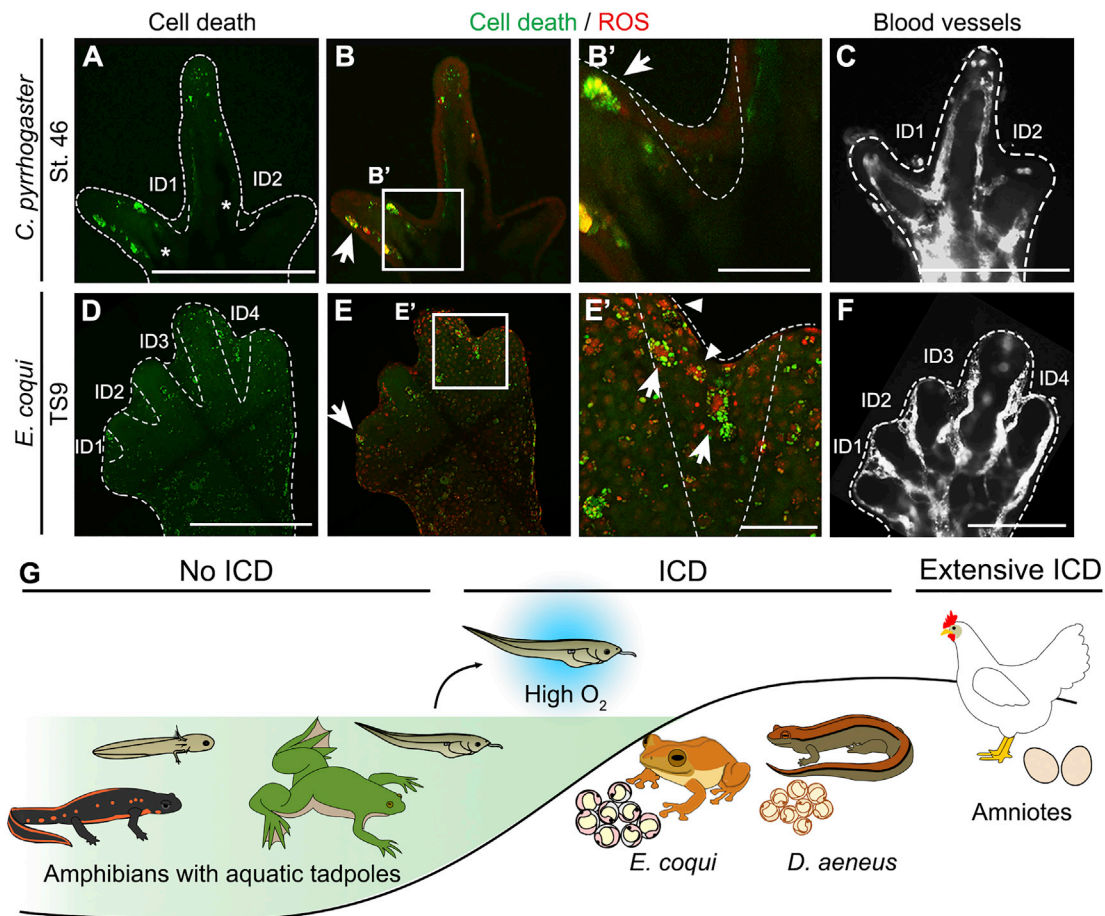 Cell death
Cell death / ROS
Blood vessels
C. pyrrhogaster
St. 46
A
ID1
ID2
*
*
B
B'
B'
C
ID1
ID2
E. coqui
TS9
D
ID4
ID3
ID2
ID1
E
E'
E'
F
ID3
ID4
ID2
ID1
G
No ICD
ICD
Extensive ICD
High O₂
Amphibians with aquatic tadpoles
E. coqui
D. aeneus
Amniotes